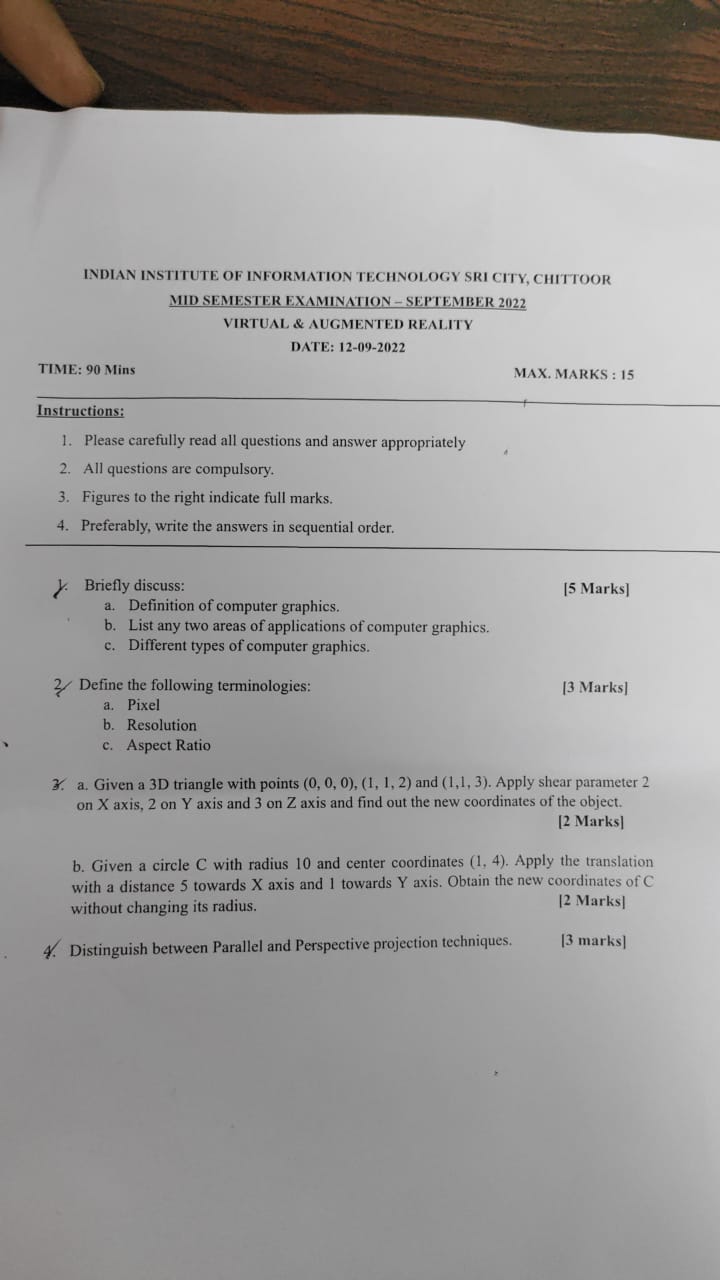 INDIAN INSTITUTE OF INFORMATION TECHNOLOGY SRI CITY, CHITTOOR
MID SEMESTER EXAMINATION – SEPTEMBER 2022
VIRTUAL & AUGMENTED REALITY
DATE: 12-09-2022
TIME: 90 Mins MAX. MARKS : 15
Instructions:
1. Please carefully read all questions and answer appropriately
2. All questions are compulsory.
3. Figures to the right indicate full marks.
4. Preferably, write the answers in sequential order.
1. Briefly discuss: [5 Marks]
a. Definition of computer graphics.
b. List any two areas of applications of computer graphics.
c. Different types of computer graphics.
2. Define the following terminologies: [3 Marks]
a. Pixel
b. Resolution
c. Aspect Ratio
3. a. Given a 3D triangle with points (0, 0, 0), (1, 1, 2) and (1,1, 3). Apply shear parameter 2
on X axis, 2 on Y axis and 3 on Z axis and find out the new coordinates of the object.
[2 Marks]
b. Given a circle C with radius 10 and center coordinates (1, 4). Apply the translation
with a distance 5 towards X axis and 1 towards Y axis. Obtain the new coordinates of C
without changing its radius. [2 Marks]
4. Distinguish between Parallel and Perspective projection techniques. [3 marks]